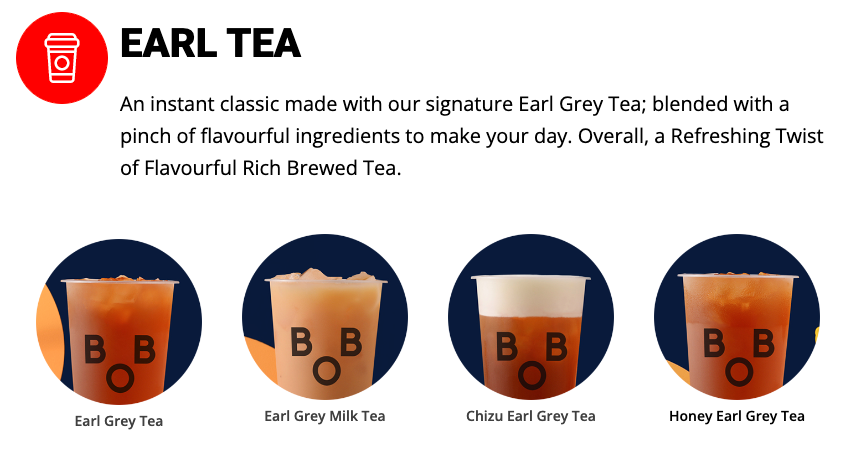 EARL TEA
An instant classic made with our signature Earl Grey Tea; blended with a
pinch of flavourful ingredients to make your day. Overall, a Refreshing Twist
of Flavourful Rich Brewed Tea.
B B
O
B B
O
B B
O
B B
O
Earl Grey Tea
Earl Grey Milk Tea
Chizu Earl Grey Tea
Honey Earl Grey Tea